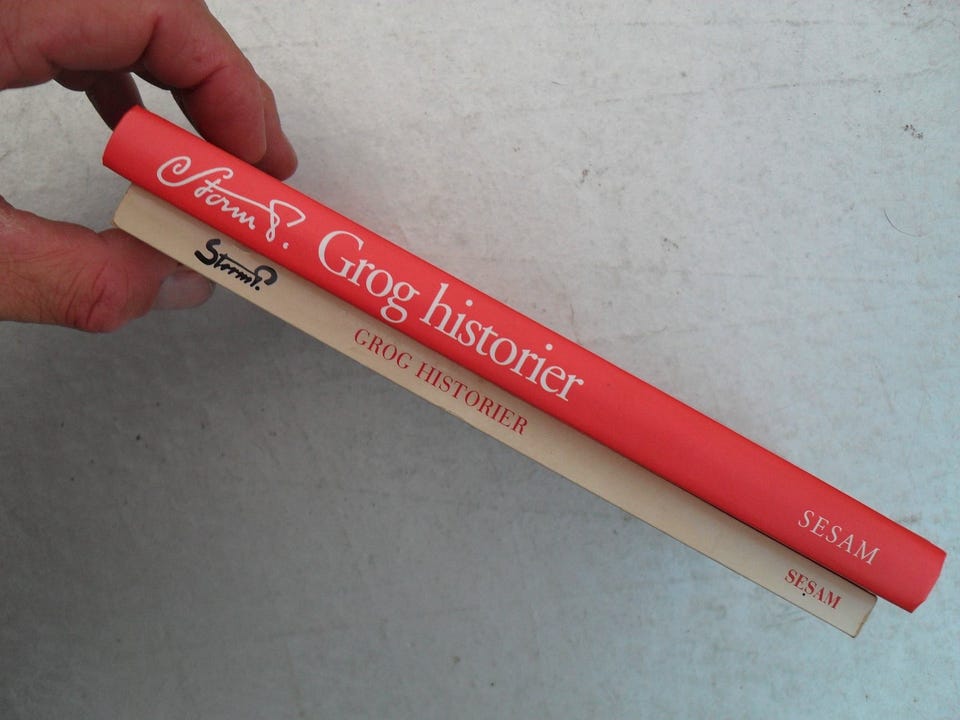 Storm P. Grog historier SESAM
Storm P. GROG HISTORIER SESAM